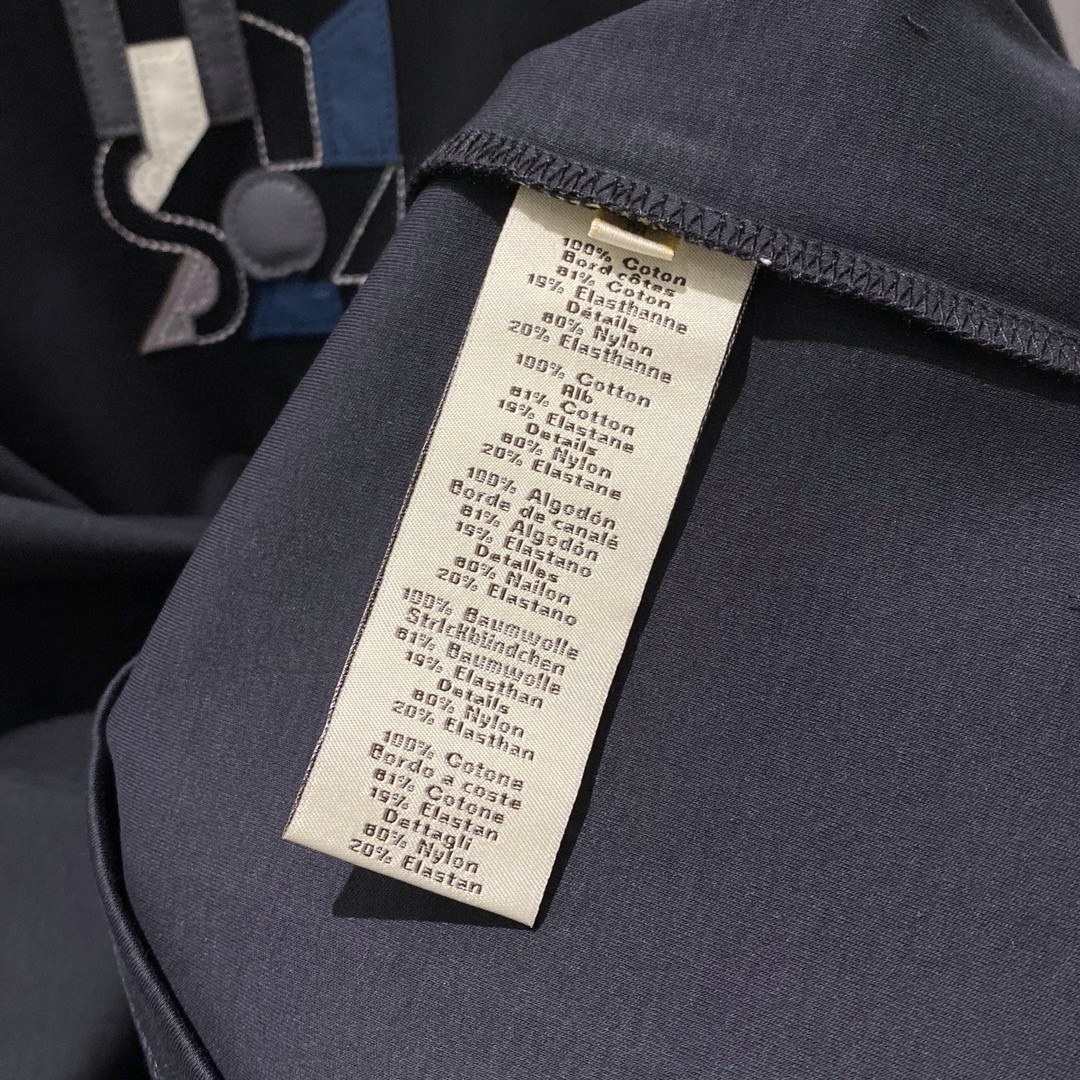 100% Coton
Bord côtes
81% Coton
19% Elasthanne
Détails
80% Nylon
20% Elasthanne
100% Cotton
Rib
81% Cotton
19% Elastane
Details
80% Nylon
20% Elastane
100% Algodón
Borde de canalé
81% Algodón
19% Elastano
Detalles
80% Nailon
20% Elastano
100% Baumwolle
Strickbündchen
81% Baumwolle
19% Elasthan
Details
80% Nylon
20% Elasthan
100% Cotone
Bordo a coste
81% Cotone
19% Elastan
Dettagli
80% Nylon
20% Elastan